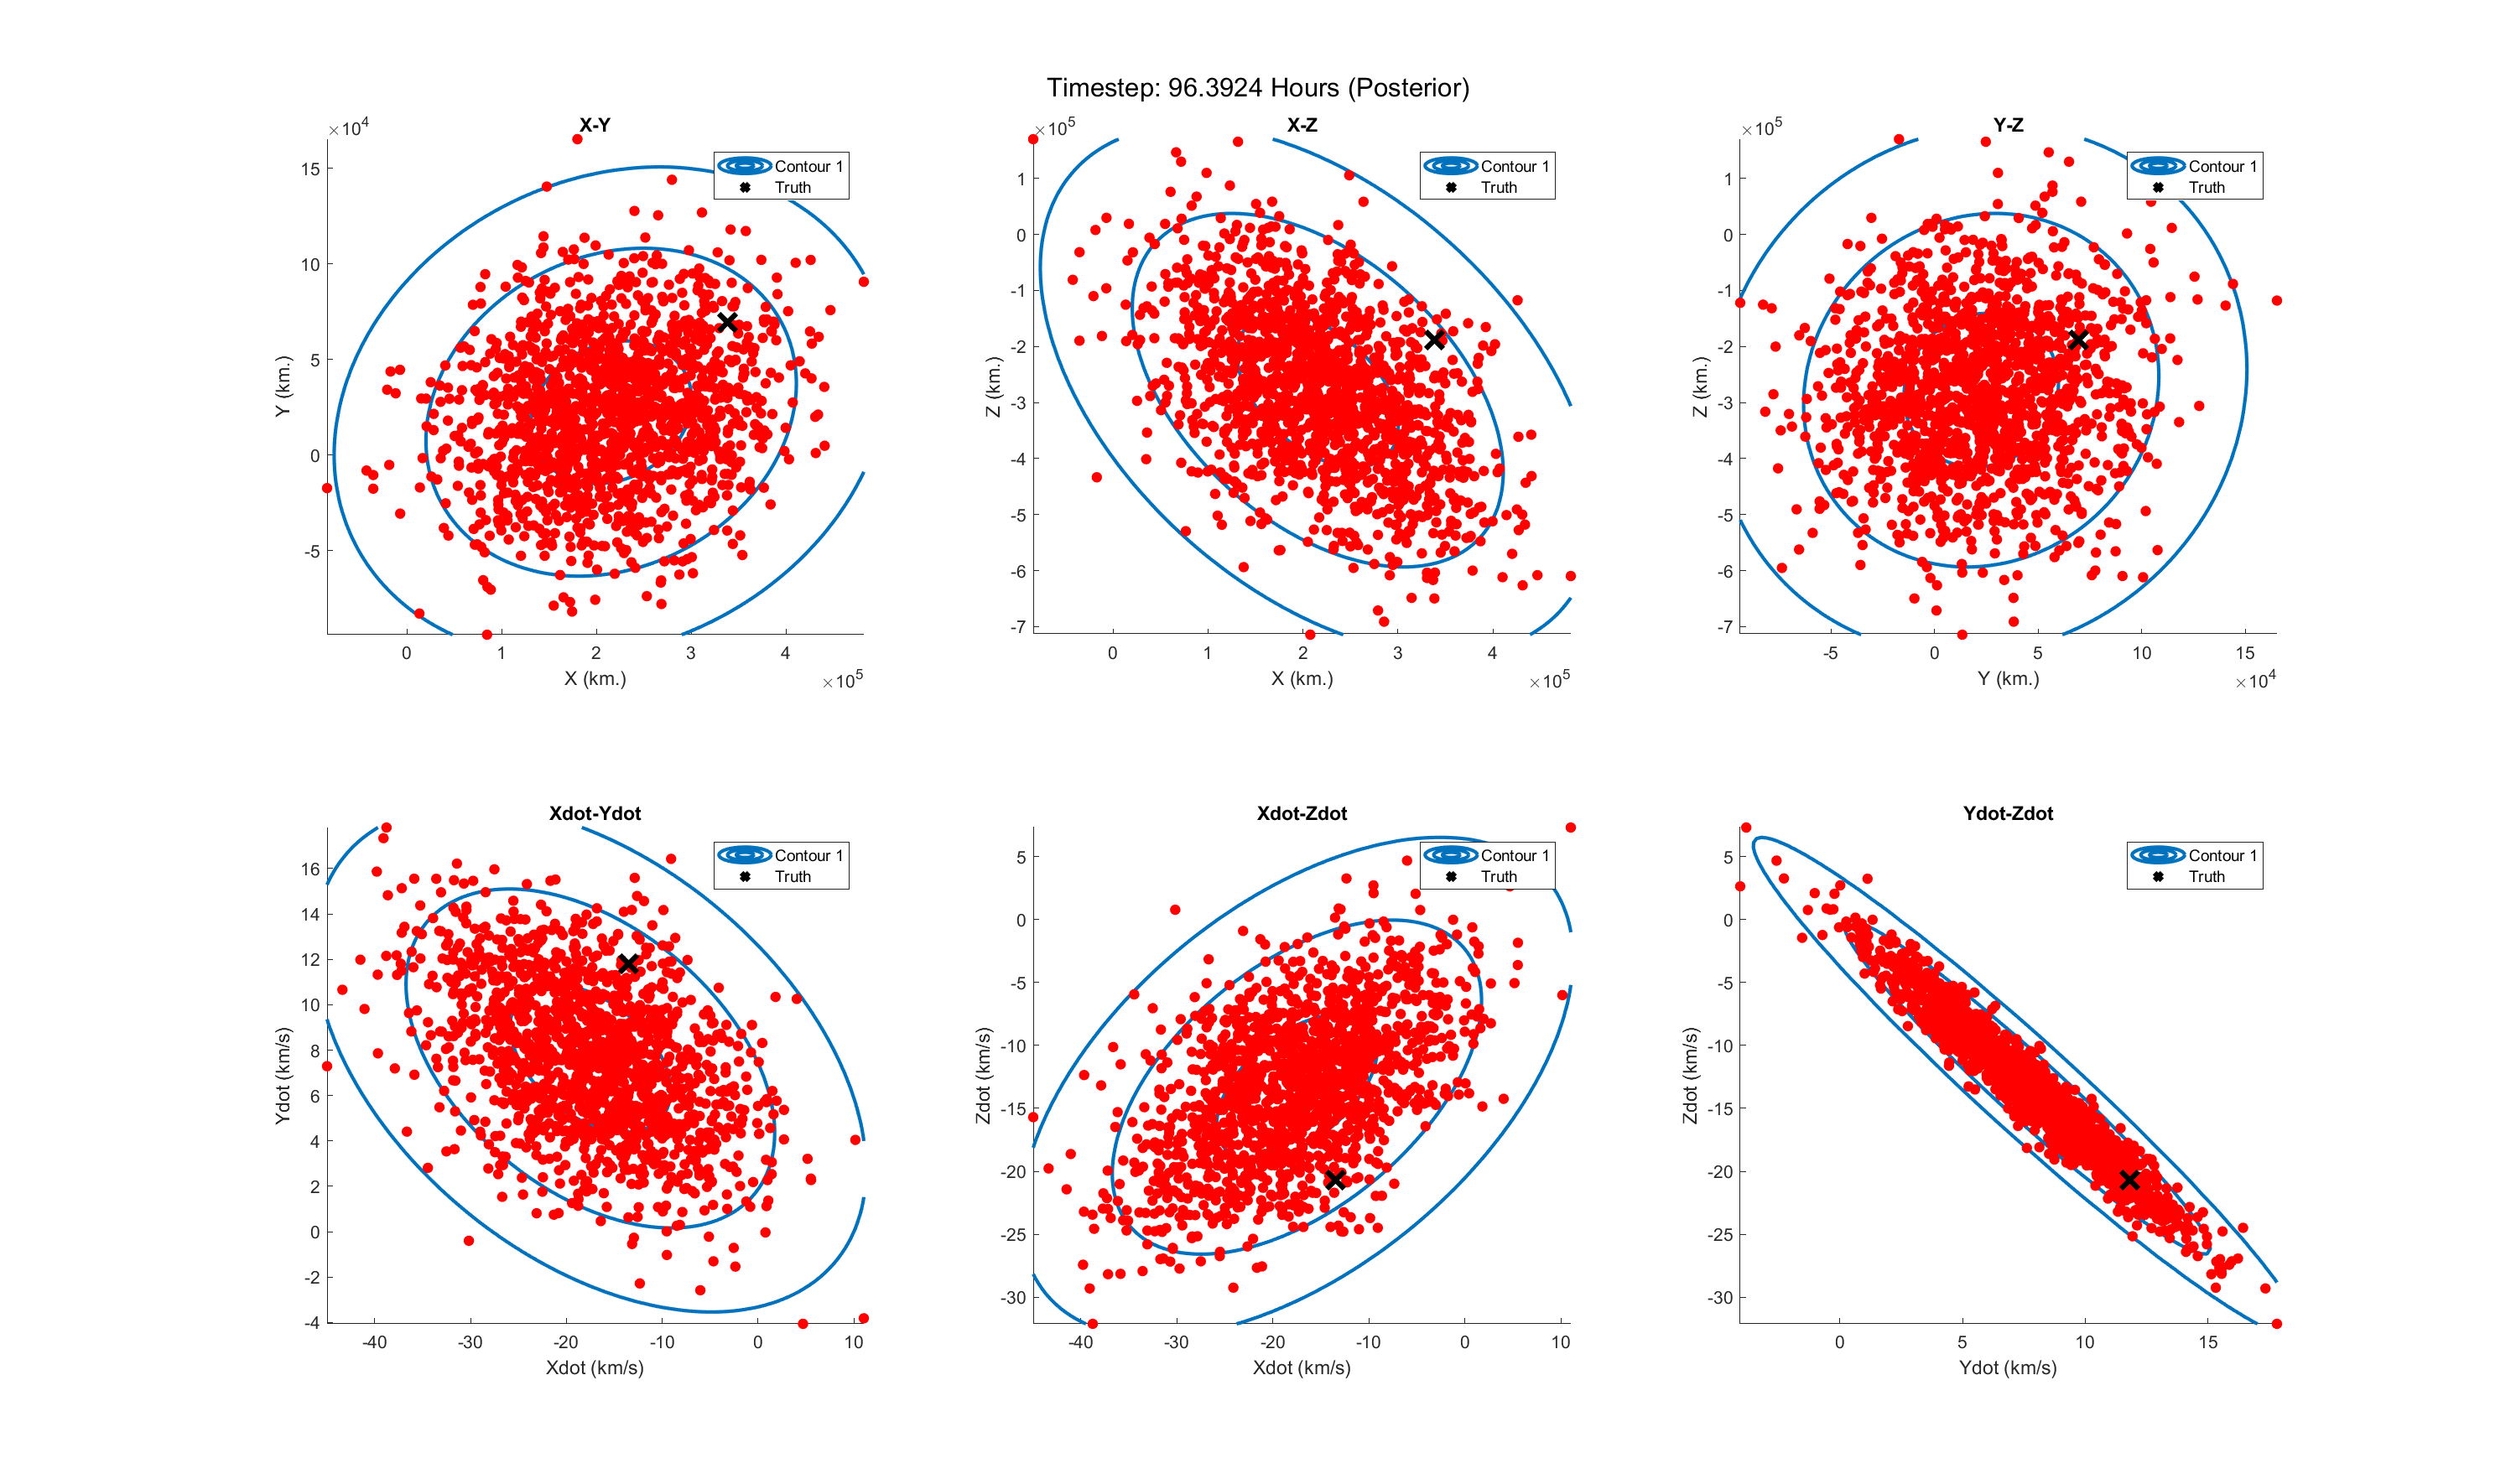 Timestep: 96.3924 Hours (Posterior)
X-Y
×10^4
15
10
5
0
-5
Y (km.)
0 1 2 3 4
X (km.)
×10^5
Contour 1
Truth
X-Z
×10^5
1
0
-1
-2
-3
-4
-5
-6
-7
Z (km.)
0 1 2 3 4
X (km.)
×10^5
Contour 1
Truth
Y-Z
×10^5
1
0
-1
-2
-3
-4
-5
-6
-7
Z (km.)
-5 0 5 10 15
Y (km.)
×10^4
Contour 1
Truth
Xdot-Ydot
16
14
12
10
8
6
4
2
0
-2
-4
Ydot (km/s)
-40 -30 -20 -10 0 10
Xdot (km/s)
Contour 1
Truth
Xdot-Zdot
5
0
-5
-10
-15
-20
-25
-30
Zdot (km/s)
-40 -30 -20 -10 0 10
Xdot (km/s)
Contour 1
Truth
Ydot-Zdot
5
0
-5
-10
-15
-20
-25
-30
Zdot (km/s)
0 5 10 15
Ydot (km/s)
Contour 1
Truth